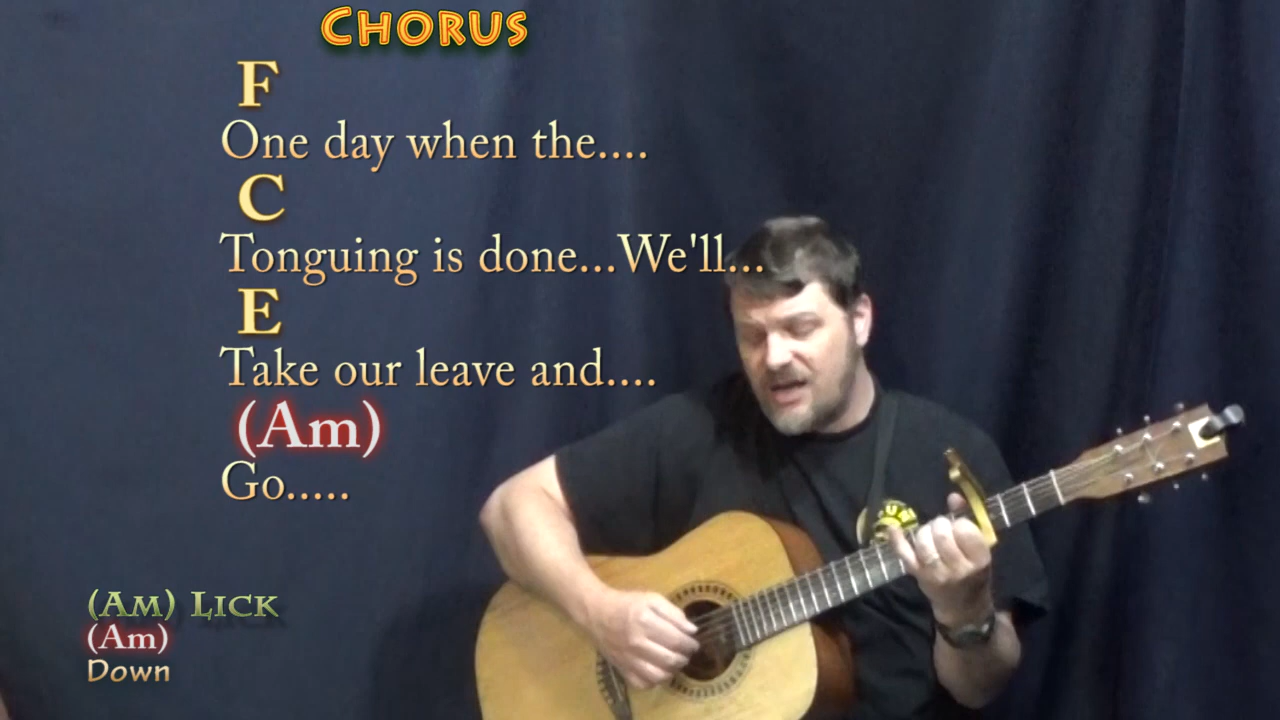 CHORUS
F
One day when the....
C
Tonguing is done...We'll...
E
Take our leave and....
(Am)
Go.....
(AM) LICK
(Am)
Down